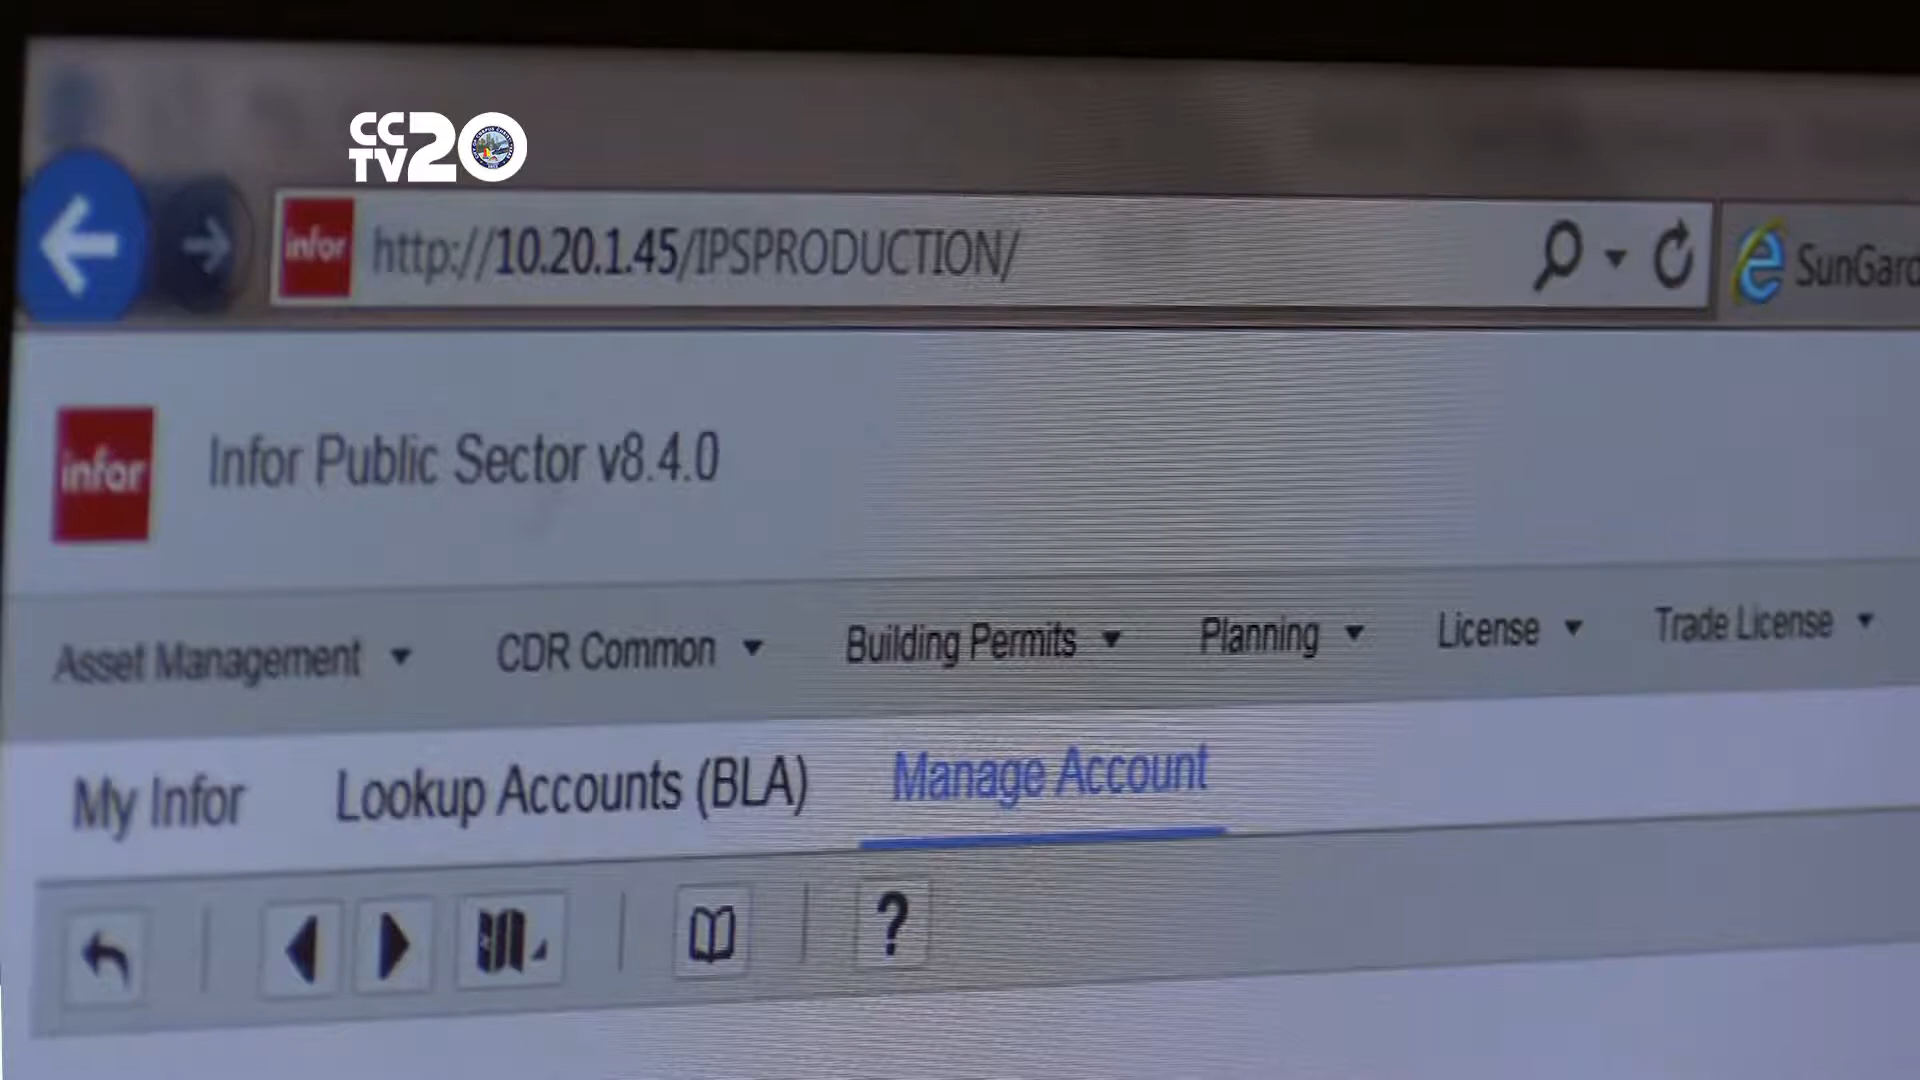 CC
TV20
infor http://10.20.1.45/IPSPRODUCTION/ SunGard
infor Infor Public Sector v8.4.0
Asset Management CDR Common Building Permits Planning License Trade License
My Infor Lookup Accounts (BLA) Manage Account
?